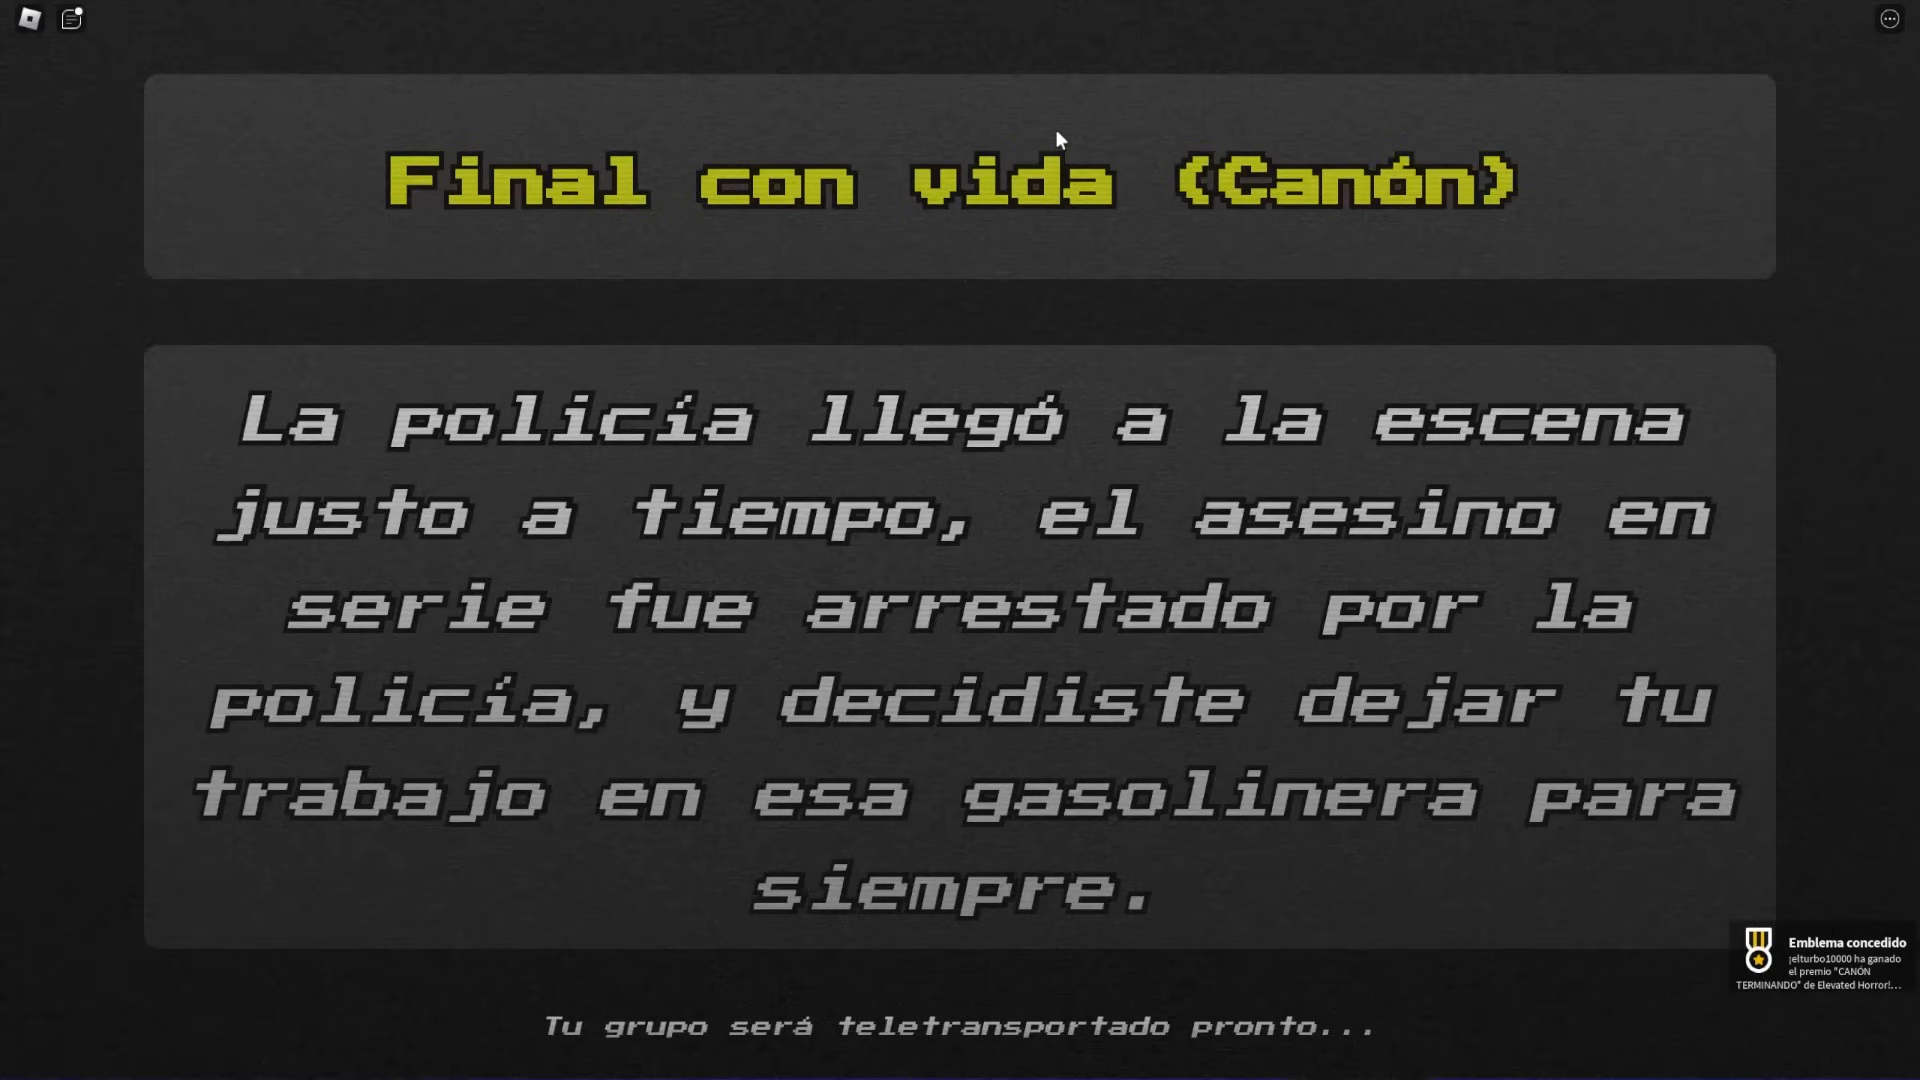 Final con vida (Canón)
La policía llegó a la escena
justo a tiempo, el asesino en
serie fue arrestado por la
policía, y decidiste dejar tu
trabajo en esa gasolinera para
siempre.
Emblema concedido
¡elturbo10000 ha ganado
el premio "CANÓN
TERMINANDO" de Elevated Horror!...
Tu grupo será teletransportado pronto...